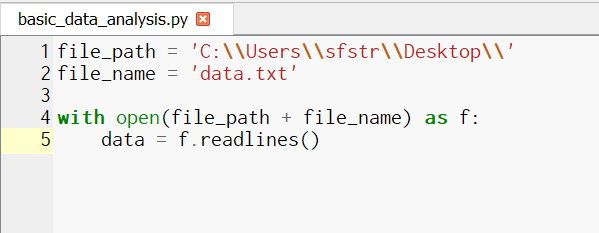 basic_data_analysis.py
1 file_path = 'C:\\Users\\sfstr\\Desktop\\'
2 file_name = 'data.txt'
3
4 with open(file_path + file_name) as f:
5     data = f.readlines()